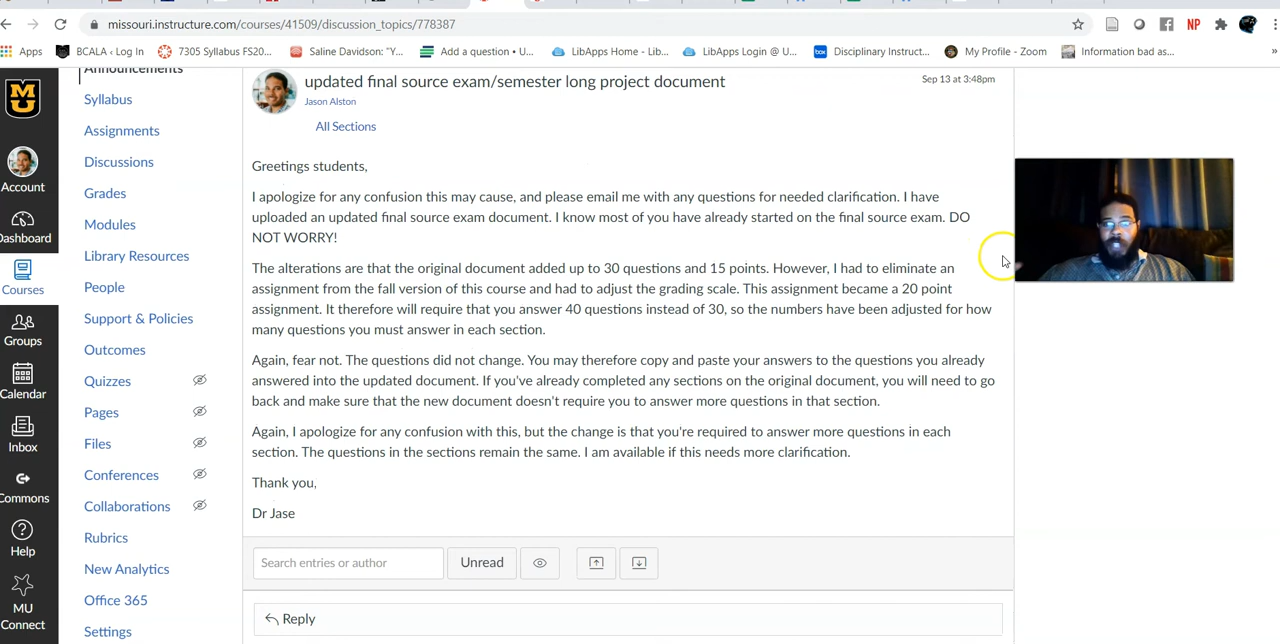 missouri.instructure.com/courses/41509/discussion_topics/778387
NP
Apps
BCALA ‹ Log In
7305 Syllabus FS20...
Saline Davidson: "Y...
Add a question • U...
LibApps Home - Lib...
LibApps Login @ U...
box
Disciplinary Instruct...
My Profile - Zoom
Information bad as...
»
Announcements
Syllabus
Assignments
Discussions
Grades
Modules
Library Resources
People
Support & Policies
Outcomes
Quizzes
Pages
Files
Conferences
Collaborations
Rubrics
New Analytics
Office 365
Settings
MU
Account
Dashboard
Courses
Groups
Calendar
Inbox
Commons
Help
MU
Connect
updated final source exam/semester long project document
Sep 13 at 3:48pm
Jason Alston
All Sections
Greetings students,
I apologize for any confusion this may cause, and please email me with any questions for needed clarification. I have
uploaded an updated final source exam document. I know most of you have already started on the final source exam. DO
NOT WORRY!
The alterations are that the original document added up to 30 questions and 15 points. However, I had to eliminate an
assignment from the fall version of this course and had to adjust the grading scale. This assignment became a 20 point
assignment. It therefore will require that you answer 40 questions instead of 30, so the numbers have been adjusted for how
many questions you must answer in each section.
Again, fear not. The questions did not change. You may therefore copy and paste your answers to the questions you already
answered into the updated document. If you've already completed any sections on the original document, you will need to go
back and make sure that the new document doesn't require you to answer more questions in that section.
Again, I apologize for any confusion with this, but the change is that you're required to answer more questions in each
section. The questions in the sections remain the same. I am available if this needs more clarification.
Thank you,
Dr Jase
Search entries or author
Unread
Reply